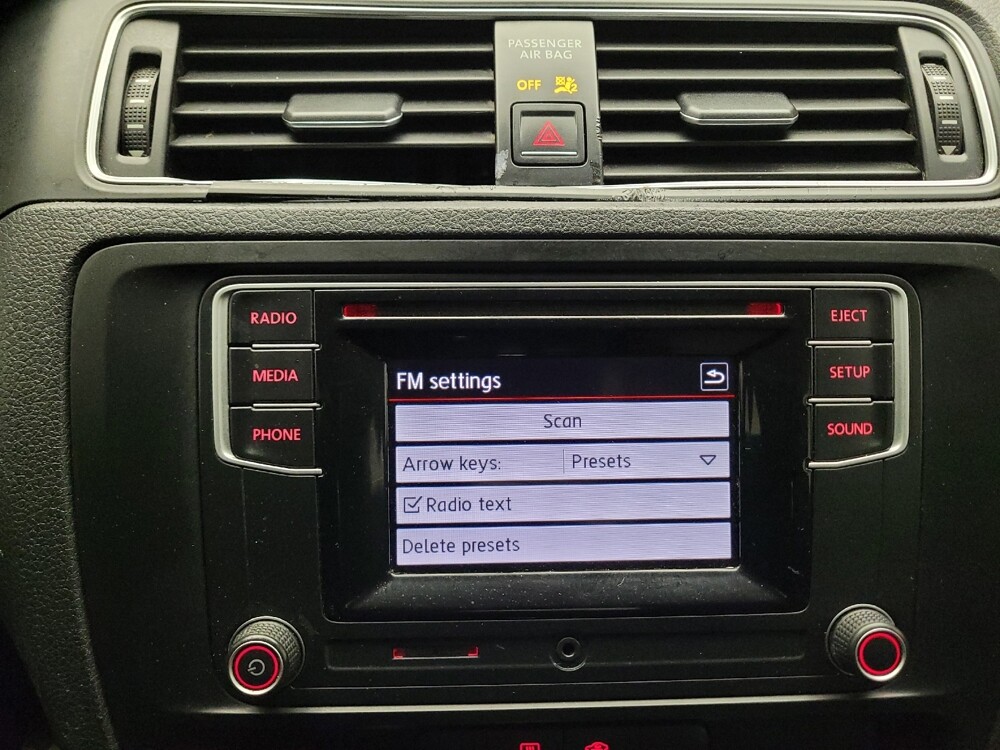 PASSENGER
AIR BAG
OFF
2
RADIO
MEDIA
PHONE
EJECT
SETUP
SOUND
FM settings
Scan
Arrow keys: Presets
Radio text
Delete presets